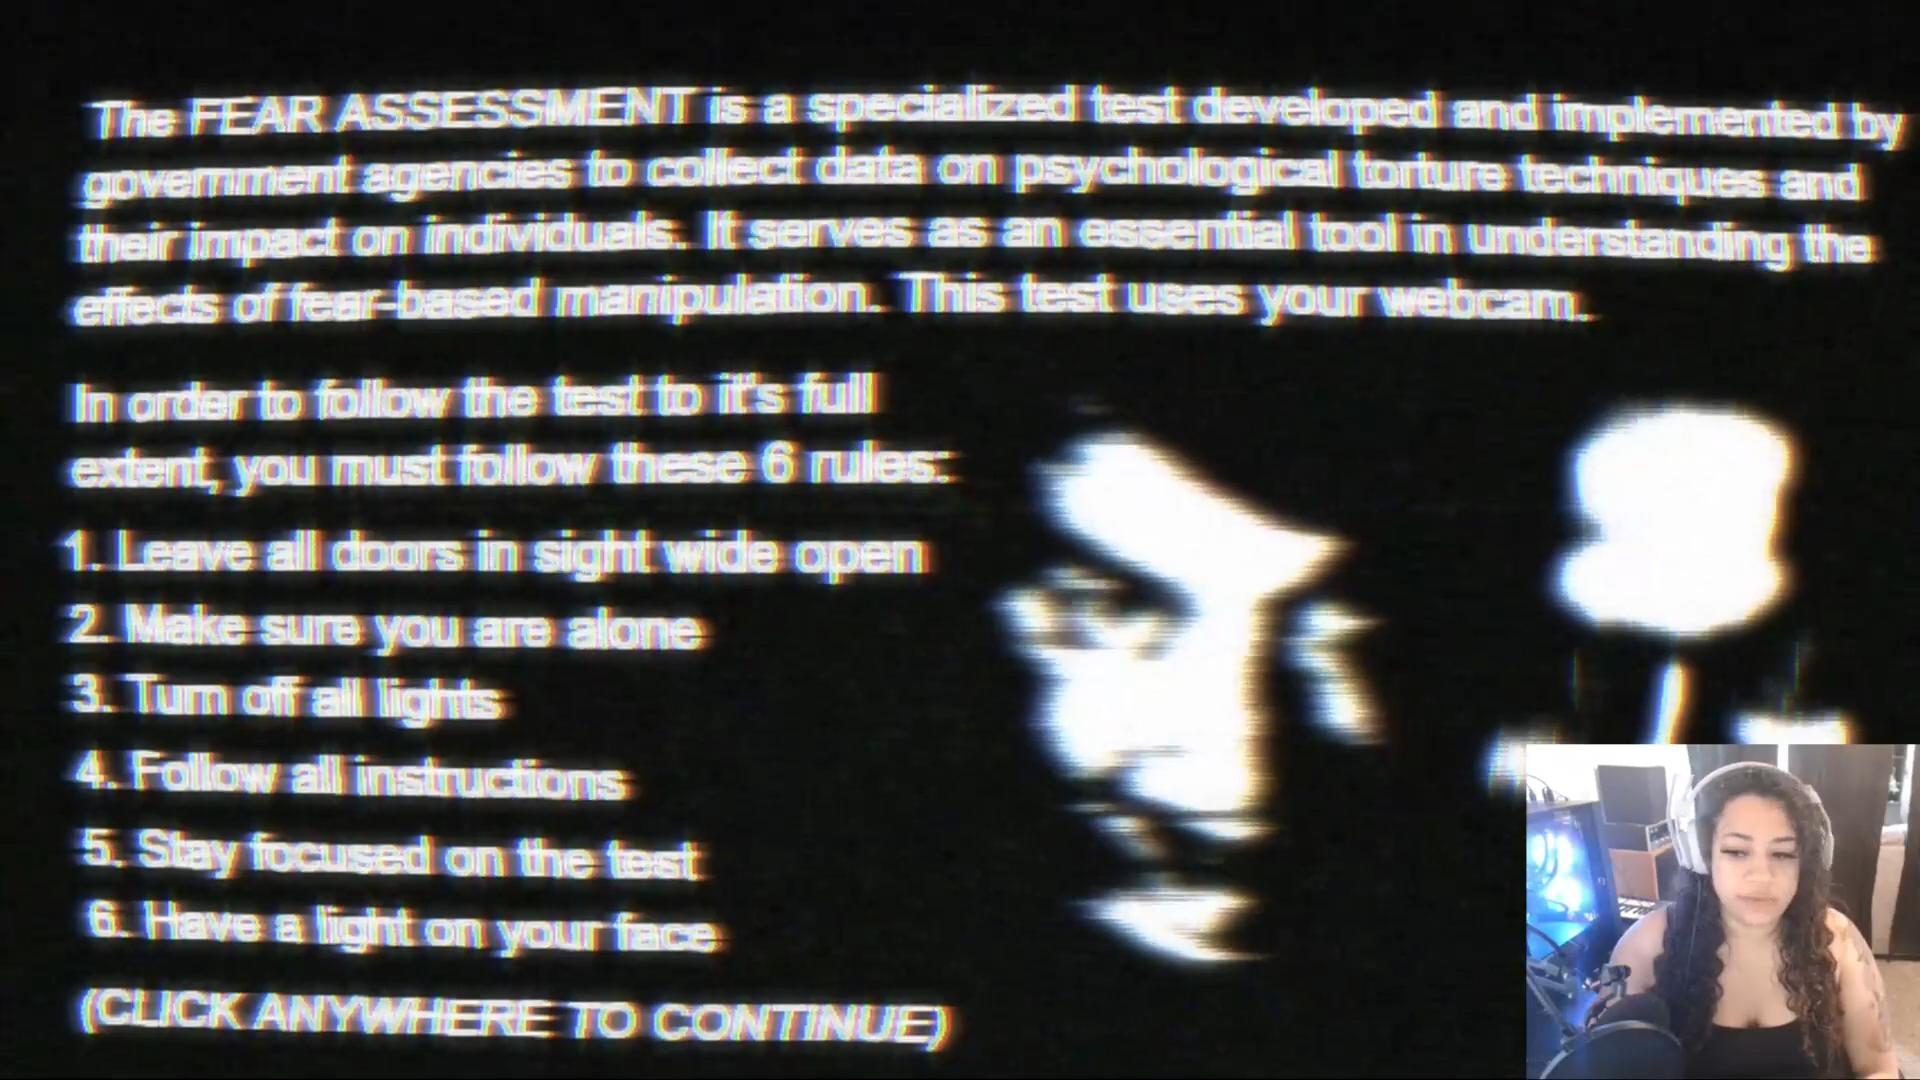 The FEAR ASSESSMENT is a specialized test developed and implemented by
government agencies to collect data on psychological torture techniques and
their impact on individuals. It serves as an essential tool in understanding the
effects of fear-based manipulation. This test uses your webcam.
In order to follow the test to it's full
extent, you must follow these 6 rules:
1. Leave all doors in sight wide open
2. Make sure you are alone
3. Turn off all lights
4. Follow all instructions
5. Stay focused on the test
6. Have a light on your face
(CLICK ANYWHERE TO CONTINUE)